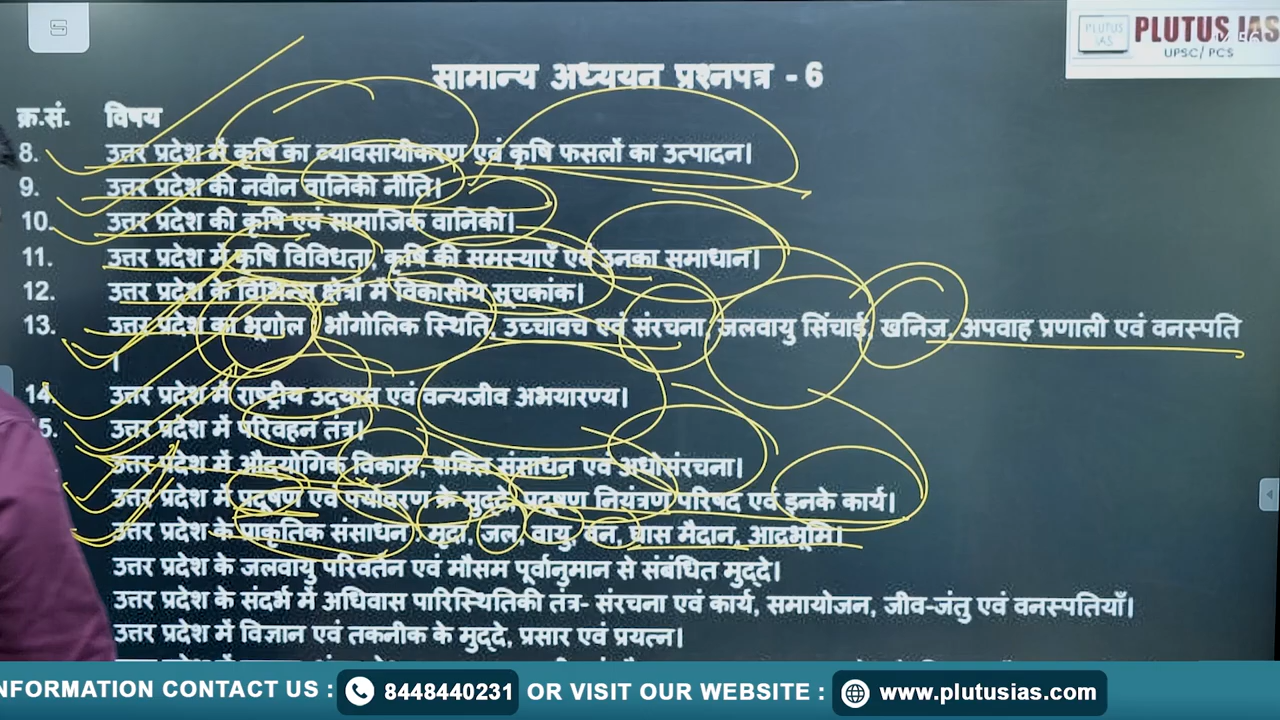 PLUTUS IAS
PLUTUS IAS
UPSC/ PCS
सामान्य अध्ययन प्रश्नपत्र - 6
क्र.सं. विषय
8. उत्तर प्रदेश में कृषि का व्यावसायीकरण एवं कृषि फसलों का उत्पादन।
9. उत्तर प्रदेश की नवीन वानिकी नीति।
10. उत्तर प्रदेश की कृषि एवं सामाजिक वानिकी।
11. उत्तर प्रदेश में कृषि विविधता, कृषि की समस्याएँ एवं उनका समाधान।
12. उत्तर प्रदेश के विभिन्न क्षेत्रों में विकासीय सूचकांक।
13. उत्तर प्रदेश का भूगोल भौगोलिक स्थिति, उच्चावच एवं संरचना, जलवायु सिंचाई, खनिज, अपवाह प्रणाली एवं वनस्पति
।
14. उत्तर प्रदेश में राष्ट्रीय उद्यान एवं वन्यजीव अभयारण्य।
5. उत्तर प्रदेश में परिवहन तंत्र।
उत्तर प्रदेश में औद्योगिक विकास, शक्ति संसाधन एवं अधोसंरचना।
उत्तर प्रदेश में प्रदूषण एवं पर्यावरण के मुद्दे, प्रदूषण नियंत्रण परिषद एवं इनके कार्य।
उत्तर प्रदेश के प्राकृतिक संसाधन मृदा, जल, वायु, वन, घास मैदान, आर्द्रभूमि।
उत्तर प्रदेश के जलवायु परिवर्तन एवं मौसम पूर्वानुमान से संबंधित मुद्दे।
उत्तर प्रदेश के संदर्भ में अधिवास पारिस्थितिकी तंत्र- संरचना एवं कार्य, समायोजन, जीव-जंतु एवं वनस्पतियाँ।
उत्तर प्रदेश में विज्ञान एवं तकनीक के मुद्दे, प्रसार एवं प्रयत्न।
NFORMATION CONTACT US : 8448440231 OR VISIT OUR WEBSITE : www.plutusias.com